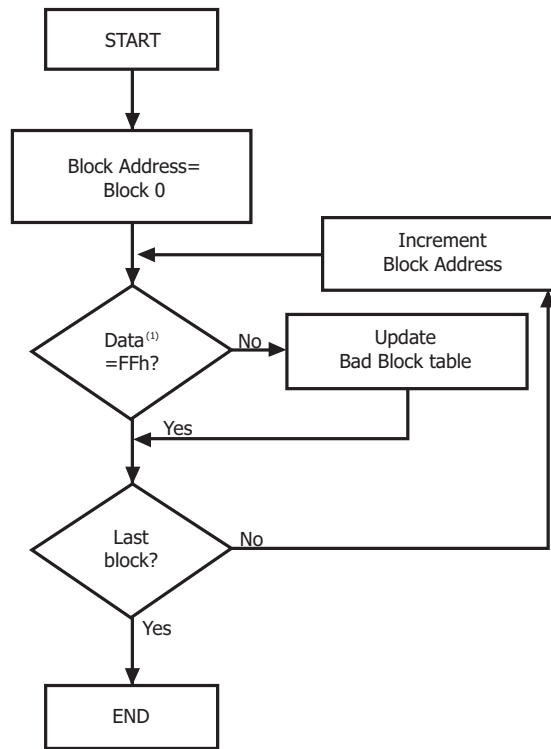 START
Block Address=
Block 0
Increment
Block Address
Data(1)
=FFh?
No
Update
Bad Block table
Yes
Last
block?
No
Yes
END